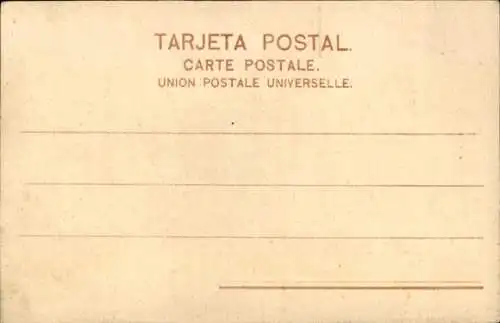 TARJETA POSTAL.
CARTE POSTALE.
UNION POSTALE UNIVERSELLE.